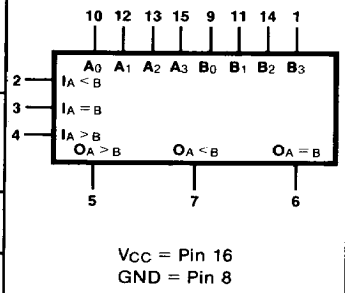 10 12 13 15 9 11 14 1
A0 A1 A2 A3 B0 B1 B2 B3
2 IA < B
3 IA = B
4 IA > B
OA > B OA < B OA = B
5 7 6
VCC = Pin 16
GND = Pin 8